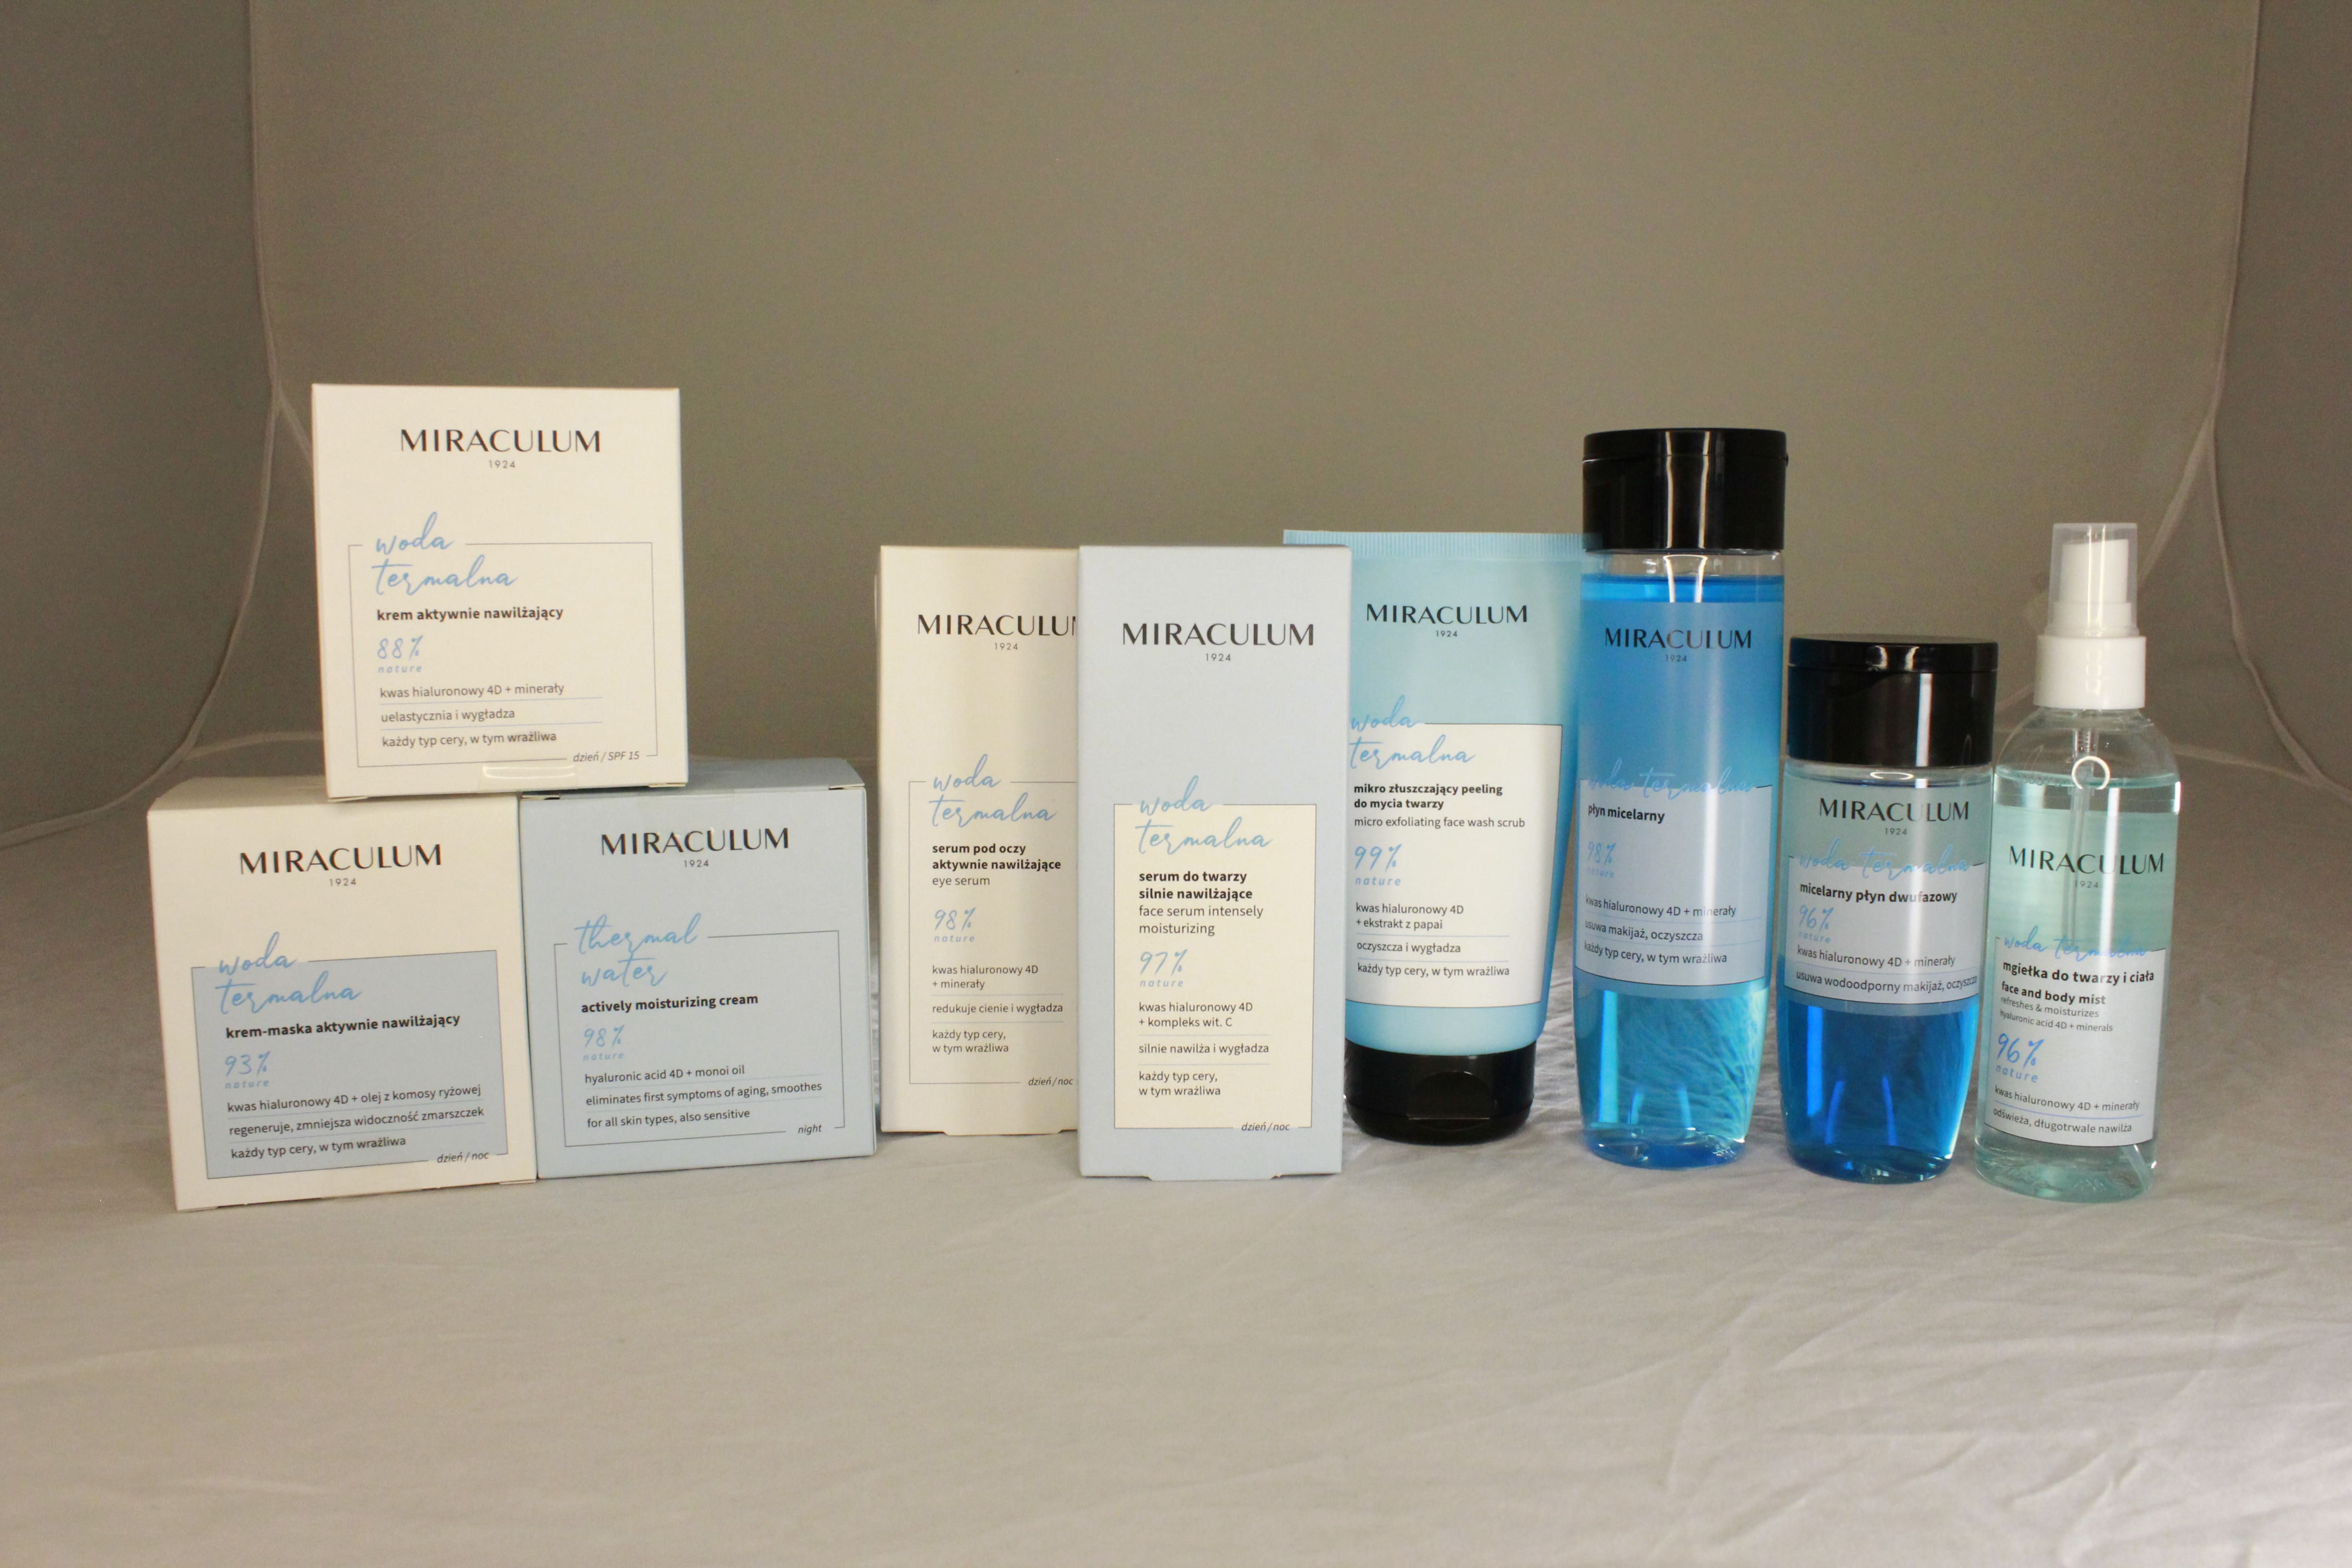 MIRACULUM
1924
woda
termalna
krem aktywnie nawilżający
88%
nature
kwas hialuronowy 4D + minerały
uelastycznia i wygładza
każdy typ cery, w tym wrażliwa
dzień / SPF 15
MIRACULUM
1924
woda
termalna
krem-maska aktywnie nawilżający
93%
nature
kwas hialuronowy 4D + olej z komosy ryżowej
regeneruje, zmniejsza widoczność zmarszczek
każdy typ cery, w tym wrażliwa
dzień / noc
MIRACULUM
1924
thermal
water
actively moisturizing cream
98%
nature
hyaluronic acid 4D + monoi oil
eliminates first symptoms of aging, smoothes
for all skin types, also sensitive
night
MIRACULU
1924
woda
termalna
serum pod oczy
aktywnie nawilżające
eye serum
98%
nature
kwas hialuronowy 4D
+ minerały
redukuje cienie i wygładza
każdy typ cery,
w tym wrażliwa
dzień / noc
MIRACULUM
1924
woda
termalna
serum do twarzy
silnie nawilżające
face serum intensely
moisturizing
97%
nature
kwas hialuronowy 4D
+ kompleks wit. C
silnie nawilża i wygładza
każdy typ cery,
w tym wrażliwa
dzień / noc
MIRACULUM
1924
woda
termalna
mikro złuszczający peeling
do mycia twarzy
micro exfoliating face wash scrub
99%
nature
kwas hialuronowy 4D
+ ekstrakt z papai
oczyszcza i wygładza
każdy typ cery, w tym wrażliwa
MIRACULUM
1924
woda termalna
płyn micelarny
98%
nature
kwas hialuronowy 4D + minerały
usuwa makijaż, oczyszcza
każdy typ cery, w tym wrażliwa
MIRACULUM
1924
woda termalna
micelarny płyn dwufazowy
96%
nature
kwas hialuronowy 4D + minerały
usuwa wodoodporny makijaż, oczyszcza
MIRACULUM
1924
woda termalna
mgiełka do twarzy i ciała
face and body mist
refreshes & moisturizes
hyaluronic acid 4D + minerals
96%
nature
kwas hialuronowy 4D + minerały
odświeża, długotrwale nawilża